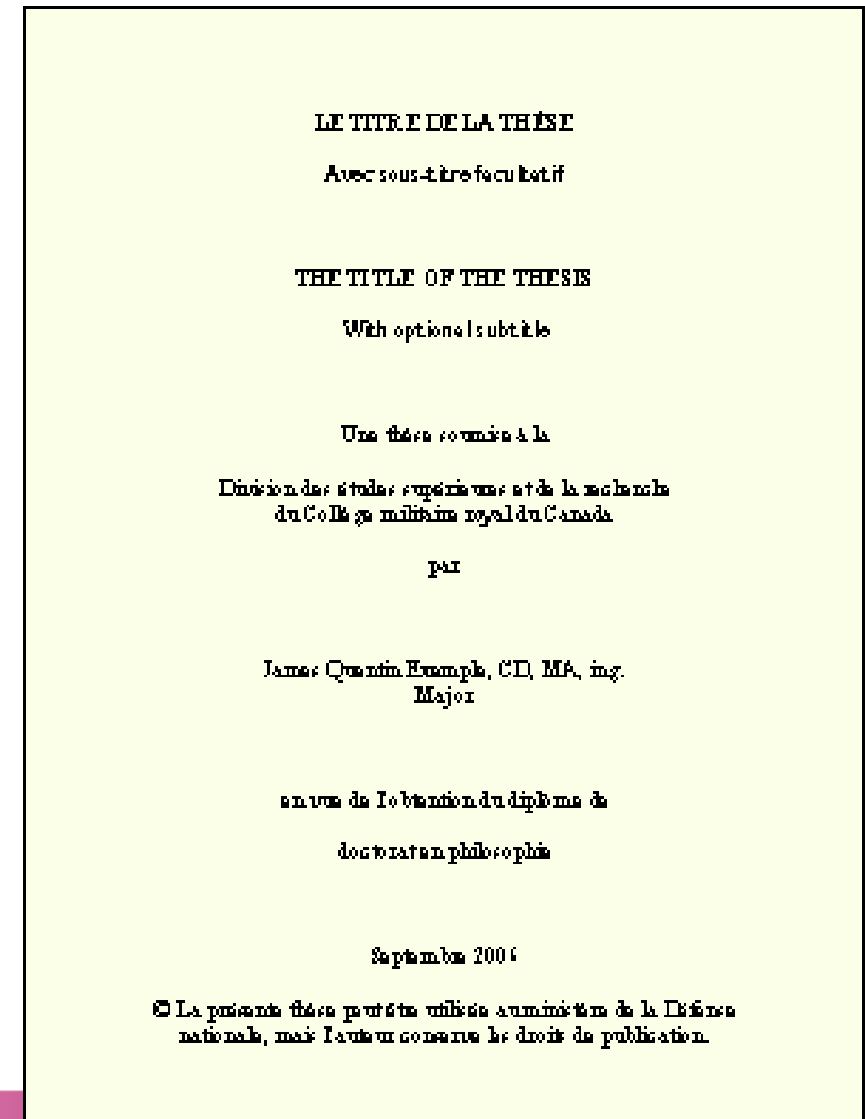 LE TITRE DE LA THÈSE
Avec sous-titre facultatif
THE TITLE OF THE THESIS
With optional subtitle
Une thèse soumise à la
Division des études supérieures et de la recherche
du Collège militaire royal du Canada
par
James Quentin Example, CD, MA, ing.
Major
en vue de l'obtention du diplôme de
doctorat en philosophie
Septembre 2006
© La présente thèse peut être utilisée au ministère de la Défense
nationale, mais l'auteur conserve les droits de publication.